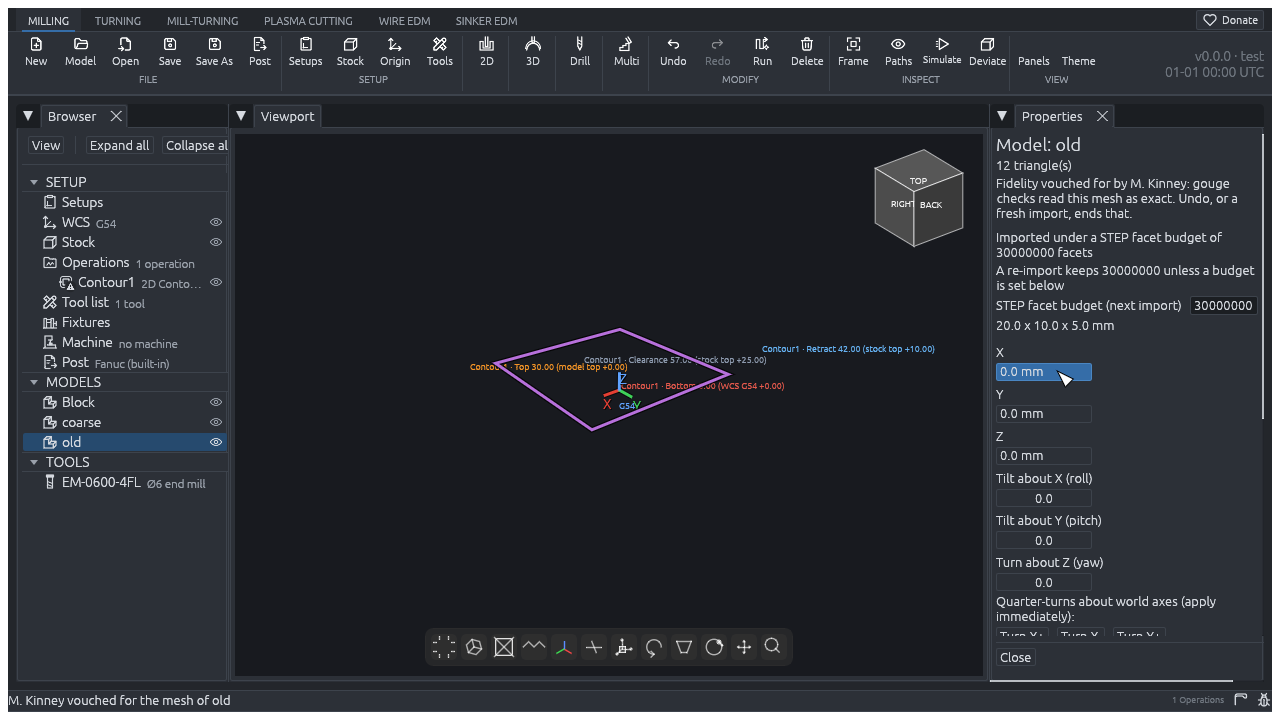 MILLING TURNING MILL-TURNING PLASMA CUTTING WIRE EDM SINKER EDM Donate
New Model Open Save Save As Post Setups Stock Origin Tools 2D 3D Drill Multi Undo Redo Run Delete Frame Paths Simulate Deviate Panels Theme
FILE SETUP MODIFY INSPECT VIEW
v0.0.0 · test
01-01 00:00 UTC
Browser
View Expand all Collapse al
SETUP
Setups
WCS G54
Stock
Operations 1 operation
Contour1 2D Conto...
Tool list 1 tool
Fixtures
Machine no machine
Post Fanuc (built-in)
MODELS
Block
coarse
old
TOOLS
EM-0600-4FL Ø6 end mill
Viewport
TOP
RIGHT BACK
Contour1 · Retract 42.00 (stock top +10.00)
Contour1 · Clearance 57.00 (stock top +25.00)
Contour1 · Top 30.00 (model top +0.00)
Contour1 · Bottom 0.00 (WCS G54 +0.00)
Z
X G54 Y
Properties
Model: old
12 triangle(s)
Fidelity vouched for by M. Kinney: gouge
checks read this mesh as exact. Undo, or a
fresh import, ends that.
Imported under a STEP facet budget of
30000000 facets
A re-import keeps 30000000 unless a budget
is set below
STEP facet budget (next import) 30000000
20.0 x 10.0 x 5.0 mm
X
0.0 mm
Y
0.0 mm
Z
0.0 mm
Tilt about X (roll)
0.0
Tilt about Y (pitch)
0.0
Turn about Z (yaw)
0.0
Quarter-turns about world axes (apply
immediately):
Close
M. Kinney vouched for the mesh of old
1 Operations